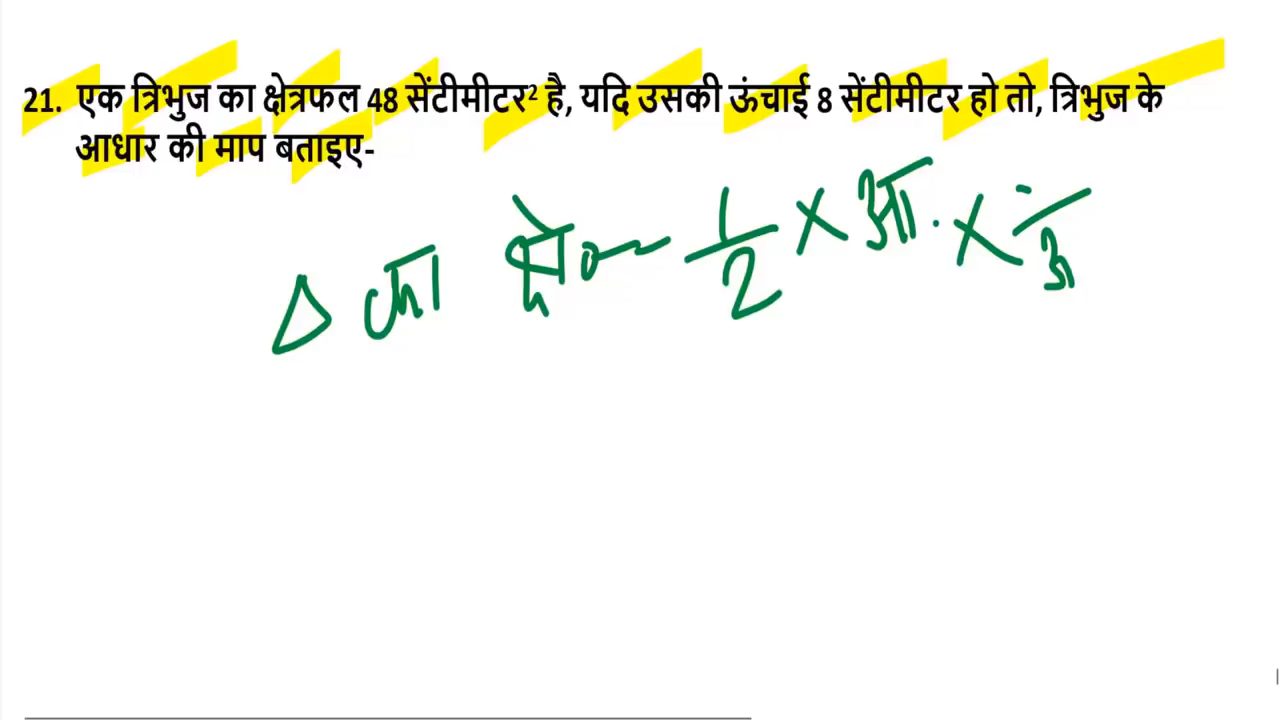 21. एक त्रिभुज का क्षेत्रफल 48 सेंटीमीटर² है, यदि उसकी ऊंचाई 8 सेंटीमीटर हो तो, त्रिभुज के
आधार की माप बताइए-
Δ का क्षे० 1/2 × आ. × ऊं